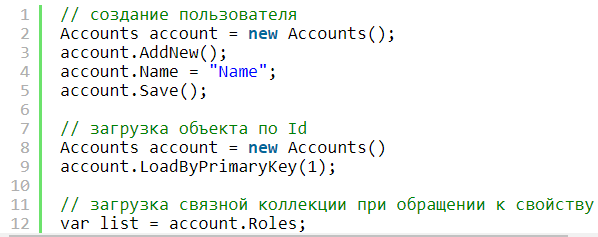 1 // создание пользователя
2 Accounts account = new Accounts();
3 account.AddNew();
4 account.Name = "Name";
5 account.Save();
6
7 // загрузка объекта по Id
8 Accounts account = new Accounts()
9 account.LoadByPrimaryKey(1);
10
11 // загрузка связной коллекции при обращении к свойству
12 var list = account.Roles;